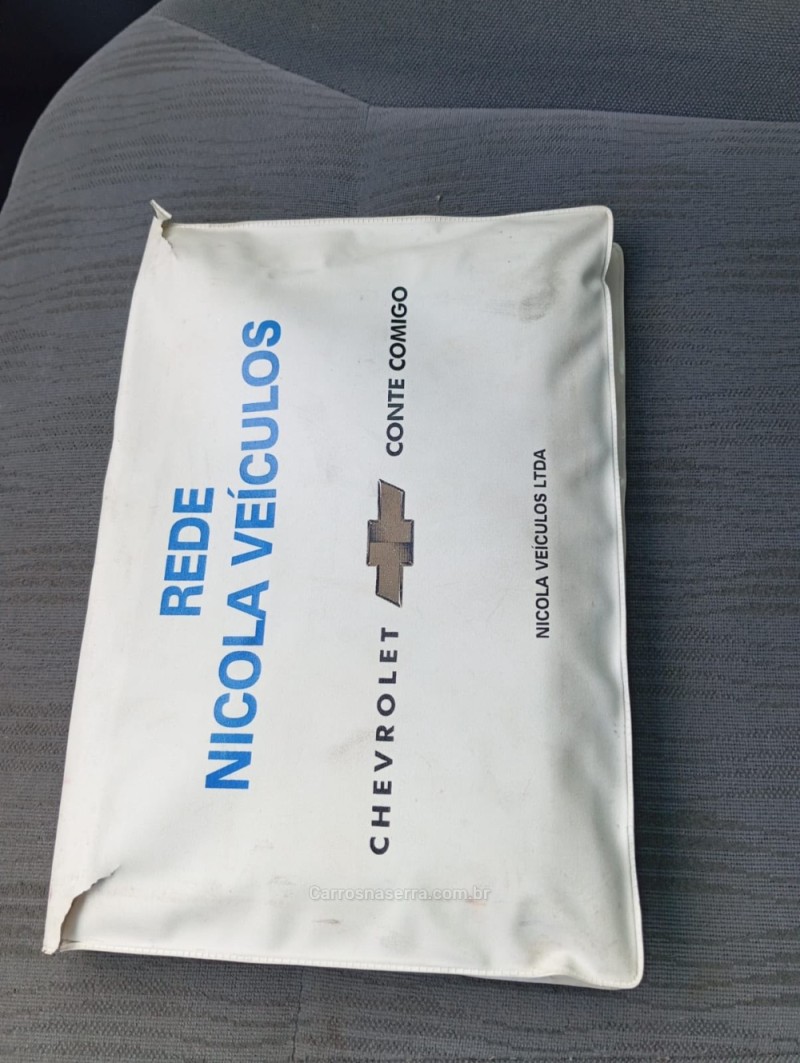 REDE
NICOLA VEÍCULOS
CHEVROLET CONTE COMIGO
NICOLA VEÍCULOS LTDA
Carrosnaserra.com.br